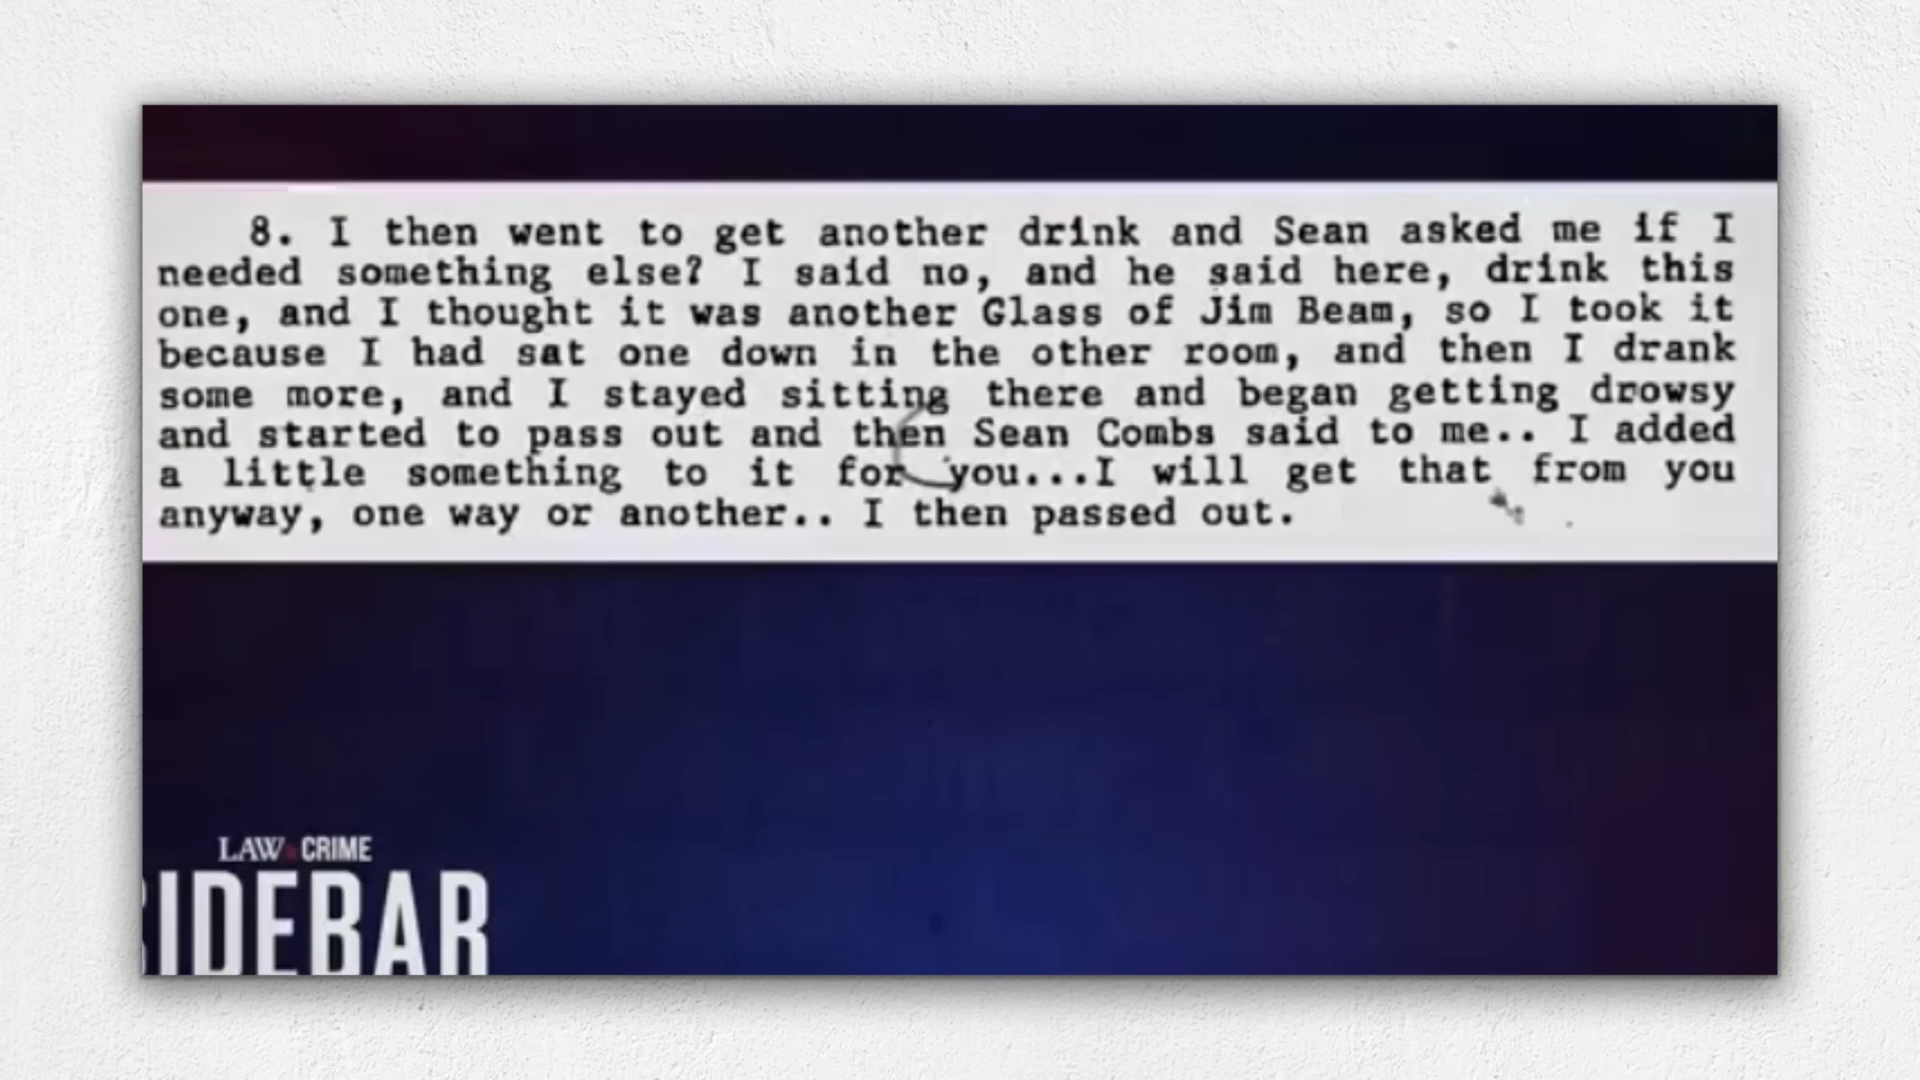 8. I then went to get another drink and Sean asked me if I
needed something else? I said no, and he said here, drink this
one, and I thought it was another Glass of Jim Beam, so I took it
because I had sat one down in the other room, and then I drank
some more, and I stayed sitting there and began getting drowsy
and started to pass out and then Sean Combs said to me.. I added
a little something to it for you...I will get that from you
anyway, one way or another.. I then passed out.
LAW CRIME
SIDEBAR